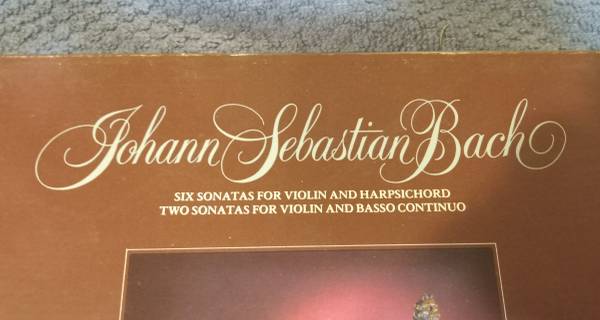 Johann Sebastian Bach
SIX SONATAS FOR VIOLIN AND HARPSICHORD
TWO SONATAS FOR VIOLIN AND BASSO CONTINUO